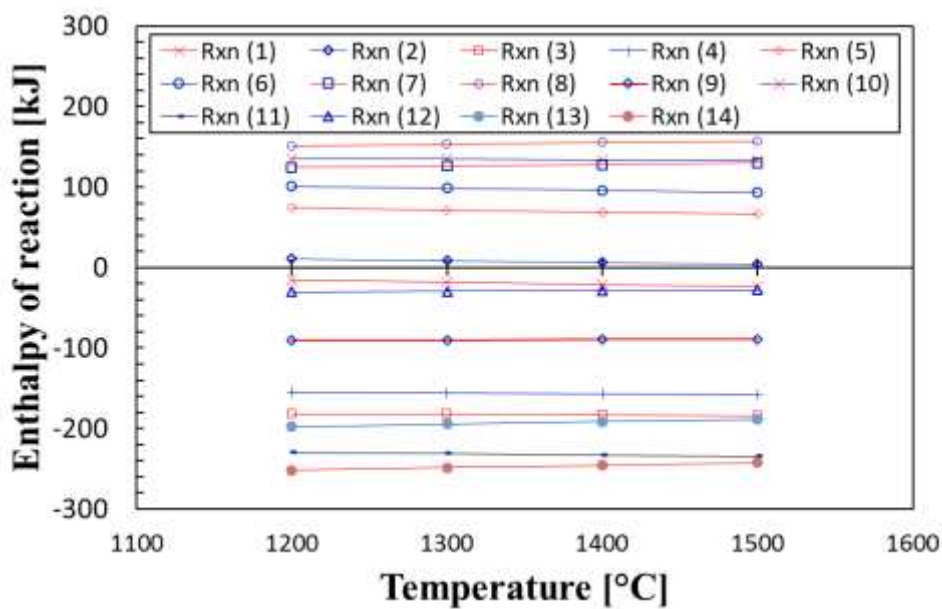 300
Rxn (1) Rxn (2) Rxn (3) Rxn (4) Rxn (5)
Rxn (6) Rxn (7) Rxn (8) Rxn (9) Rxn (10)
Rxn (11) Rxn (12) Rxn (13) Rxn (14)
200
100
0
-100
-200
-300
Enthalpy of reaction [kJ]
1100 1200 1300 1400 1500 1600
Temperature [°C]